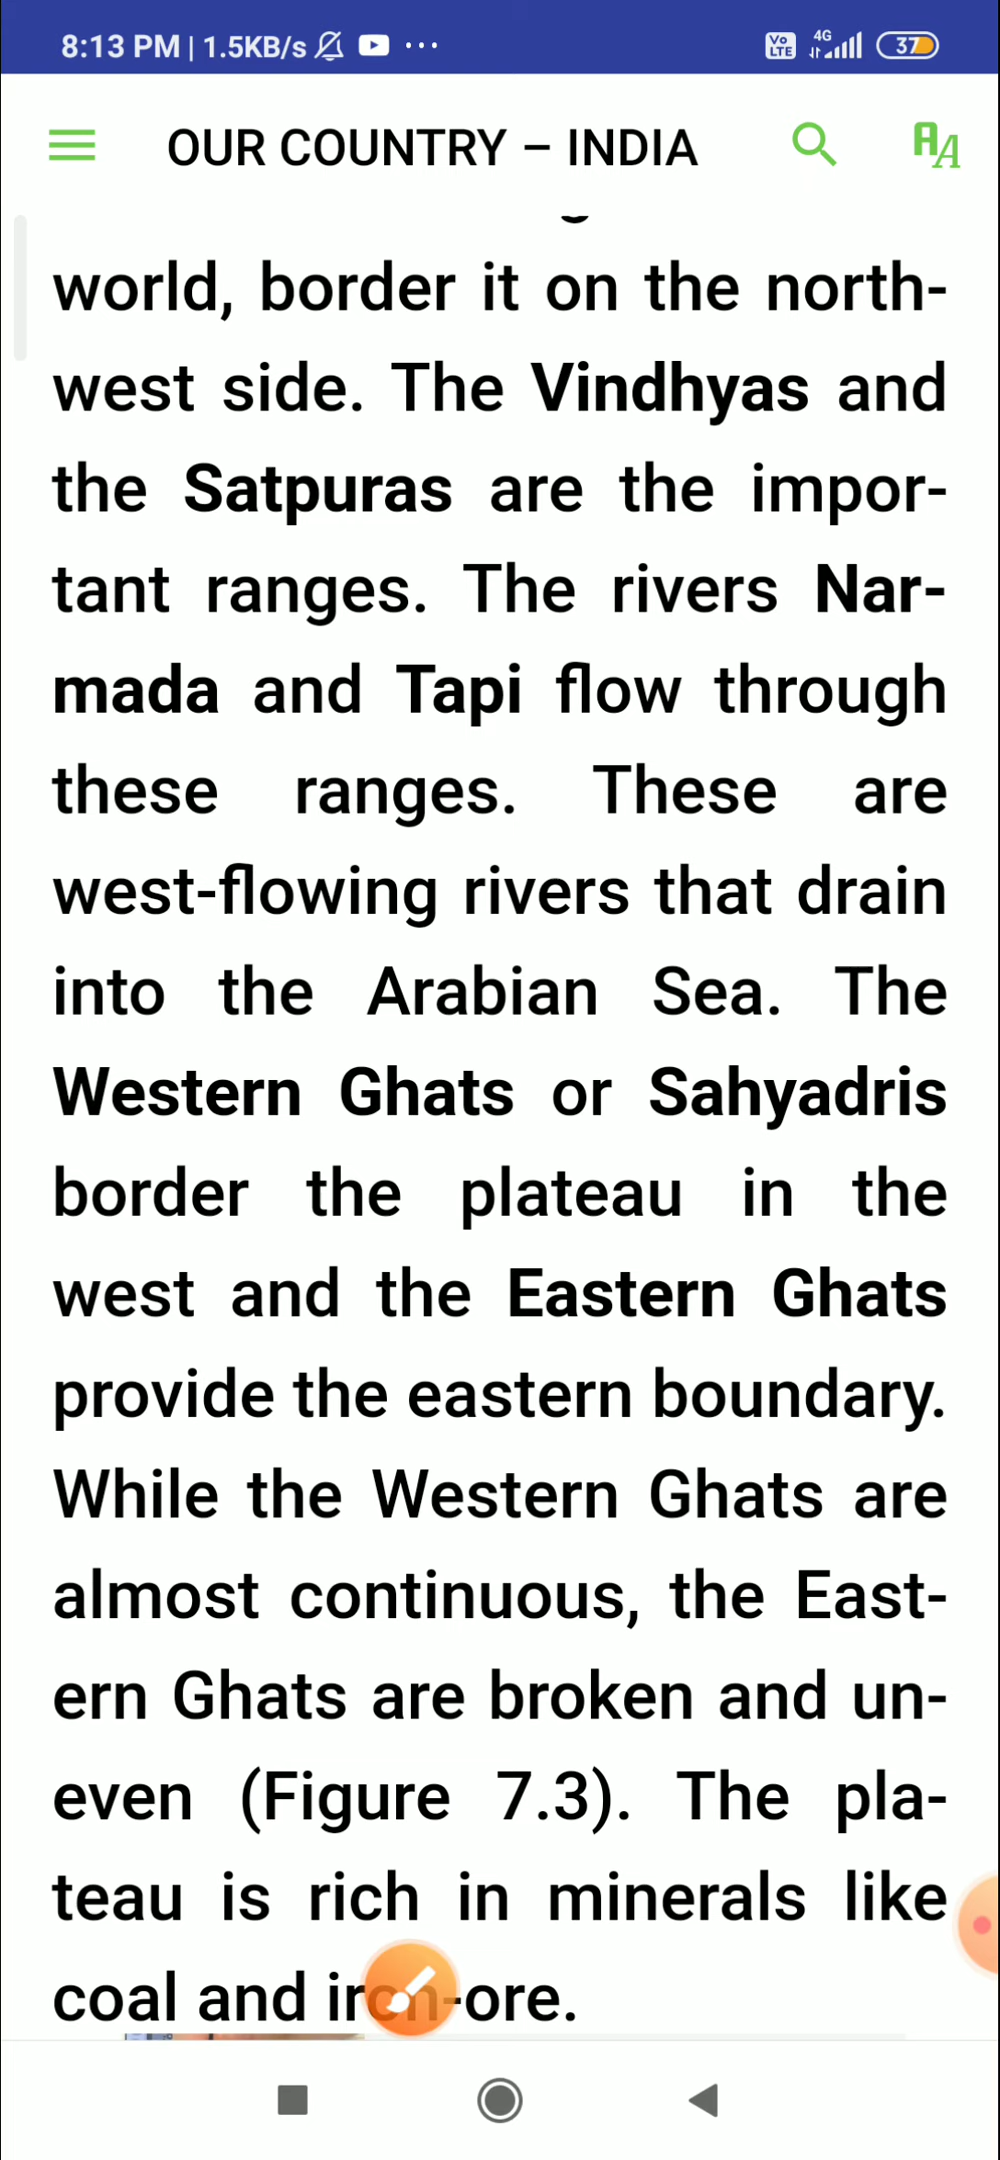 8:13 PM | 1.5KB/s ...
Vo LTE 4G 37
OUR COUNTRY – INDIA
world, border it on the north-
west side. The Vindhyas and
the Satpuras are the impor-
tant ranges. The rivers Nar-
mada and Tapi flow through
these ranges. These are
west-flowing rivers that drain
into the Arabian Sea. The
Western Ghats or Sahyadris
border the plateau in the
west and the Eastern Ghats
provide the eastern boundary.
While the Western Ghats are
almost continuous, the East-
ern Ghats are broken and un-
even (Figure 7.3). The pla-
teau is rich in minerals like
coal and iron-ore.